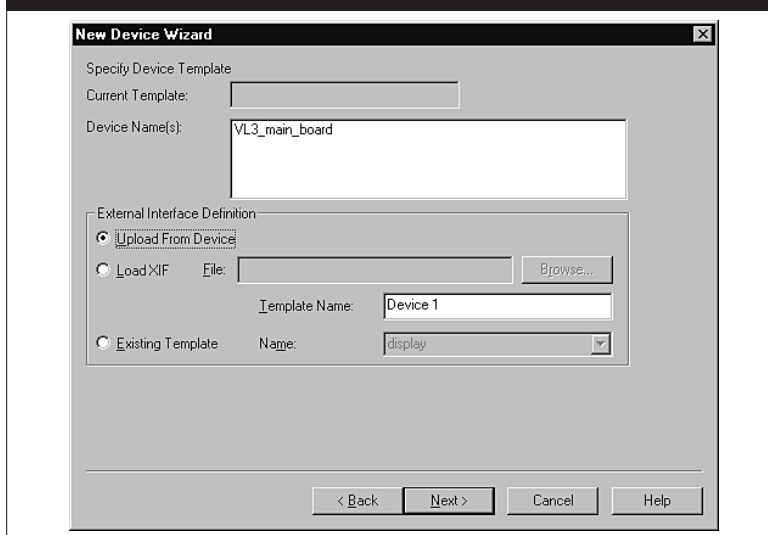 New Device Wizard
Specify Device Template
Current Template:
Device Name(s):
VL3_main_board
External Interface Definition
Upload From Device
Load XIF File: Browse...
Template Name: Device 1
Existing Template Name: display
< Back Next > Cancel Help